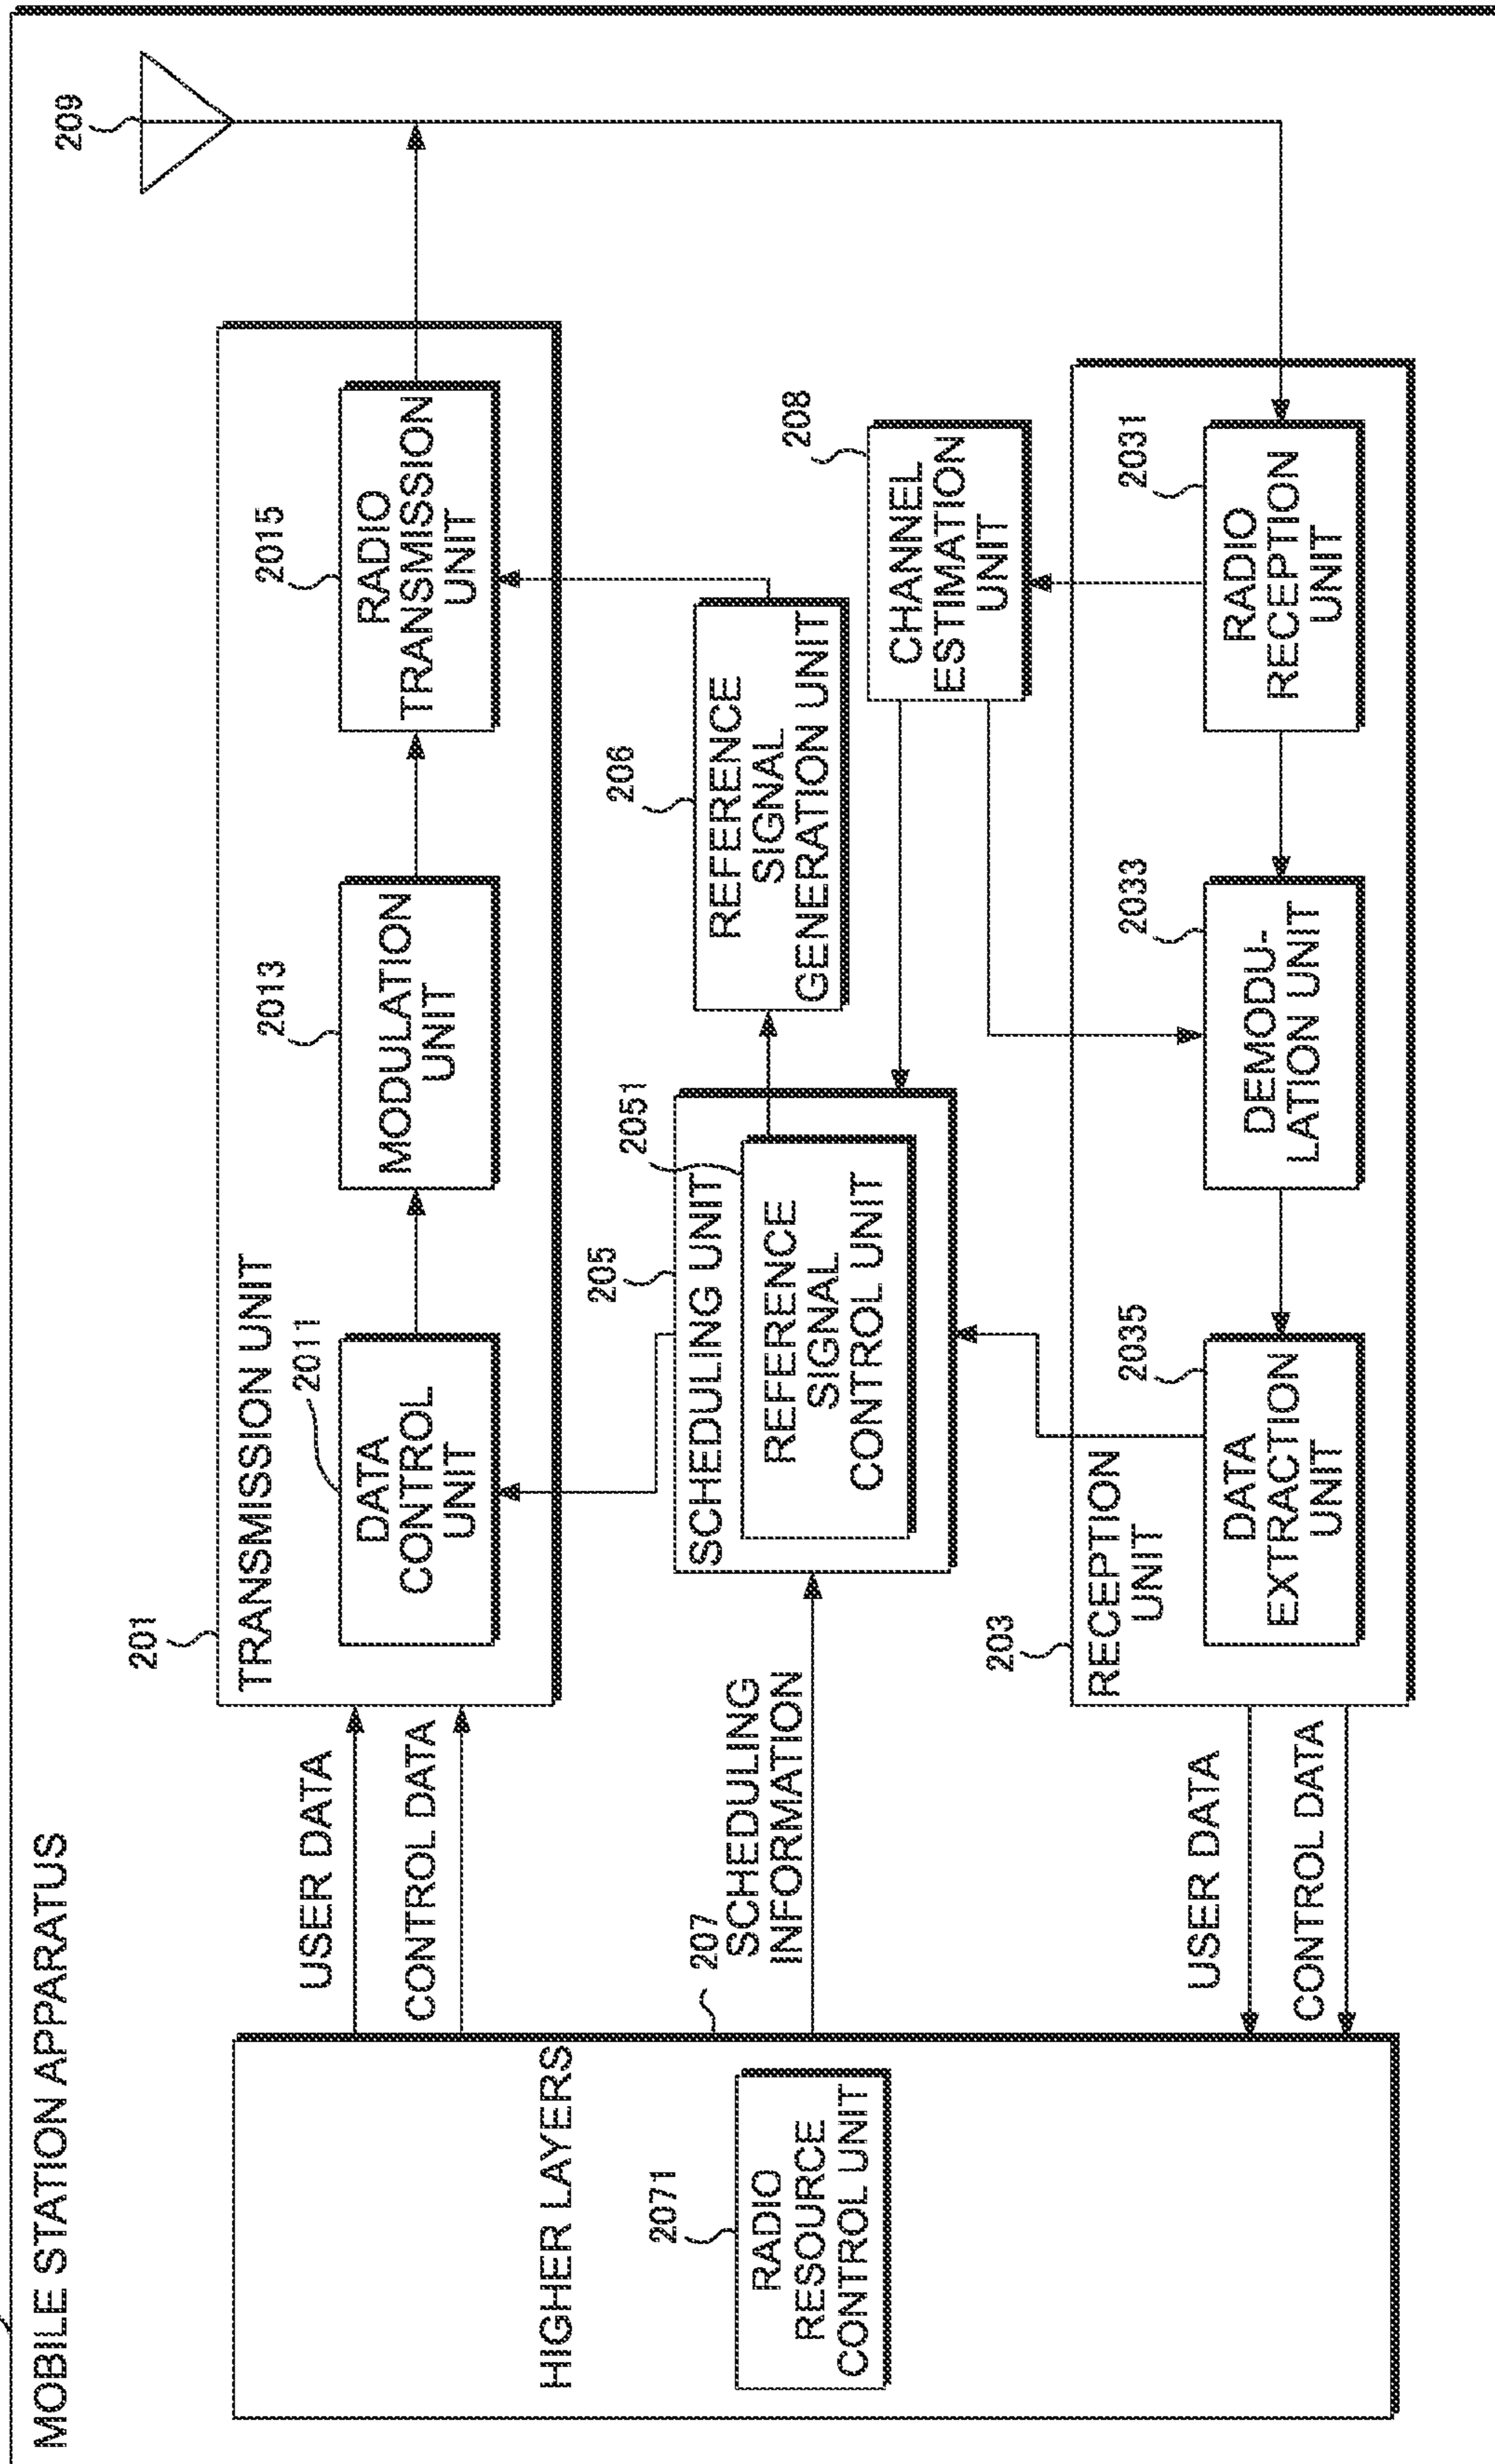 MOBILE STATION APPARATUS
209
201
TRANSMISSION UNIT
2011
DATA
CONTROL
UNIT
2013
MODULATION
UNIT
2015
RADIO
TRANSMISSION
UNIT
USER DATA
CONTROL DATA
HIGHER LAYERS
207
2071
RADIO
RESOURCE
CONTROL UNIT
SCHEDULING
INFORMATION
205
SCHEDULING UNIT
2051
REFERENCE
SIGNAL
CONTROL UNIT
206
REFERENCE
SIGNAL
GENERATION UNIT
208
CHANNEL
ESTIMATION
UNIT
203
RECEPTION
UNIT
2035
DATA
EXTRACTION
UNIT
2033
DEMODU-
LATION UNIT
2031
RADIO
RECEPTION
UNIT
USER DATA
CONTROL DATA